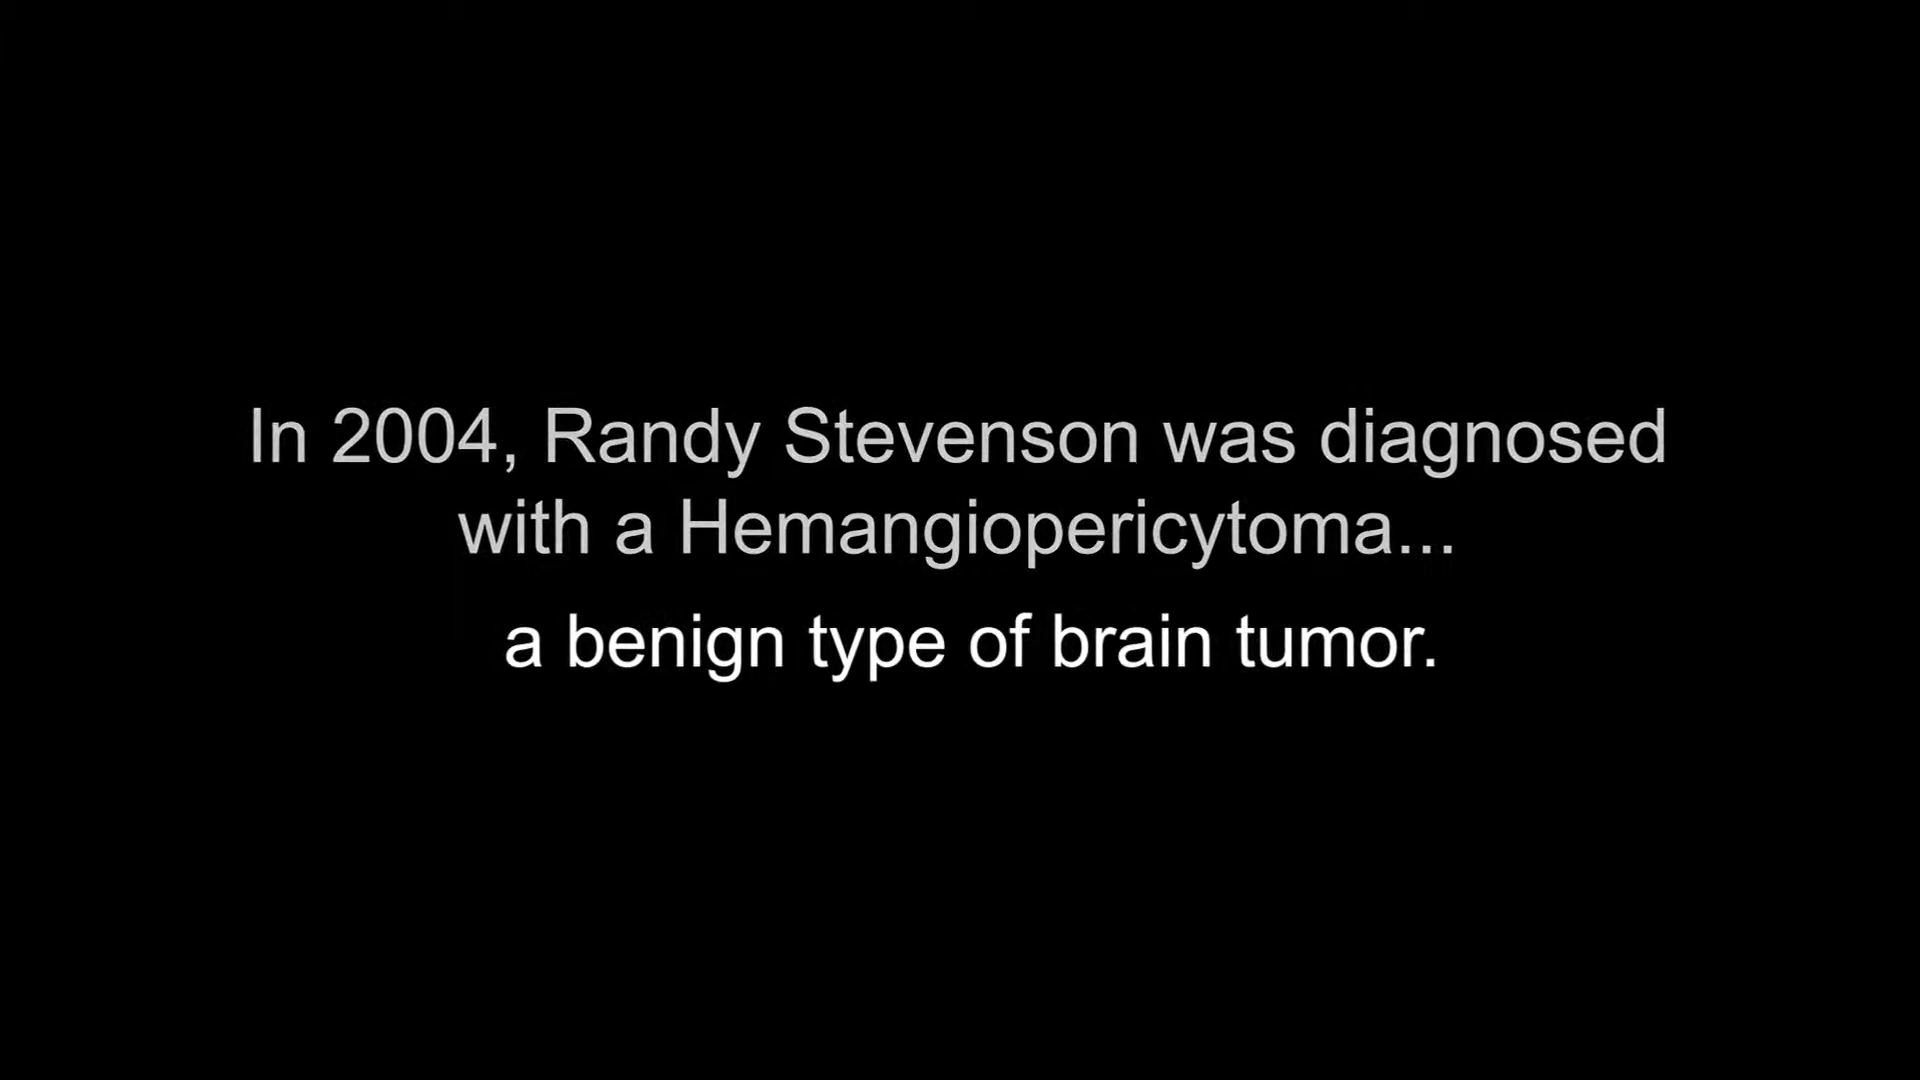 In 2004, Randy Stevenson was diagnosed
with a Hemangiopericytoma...
a benign type of brain tumor.